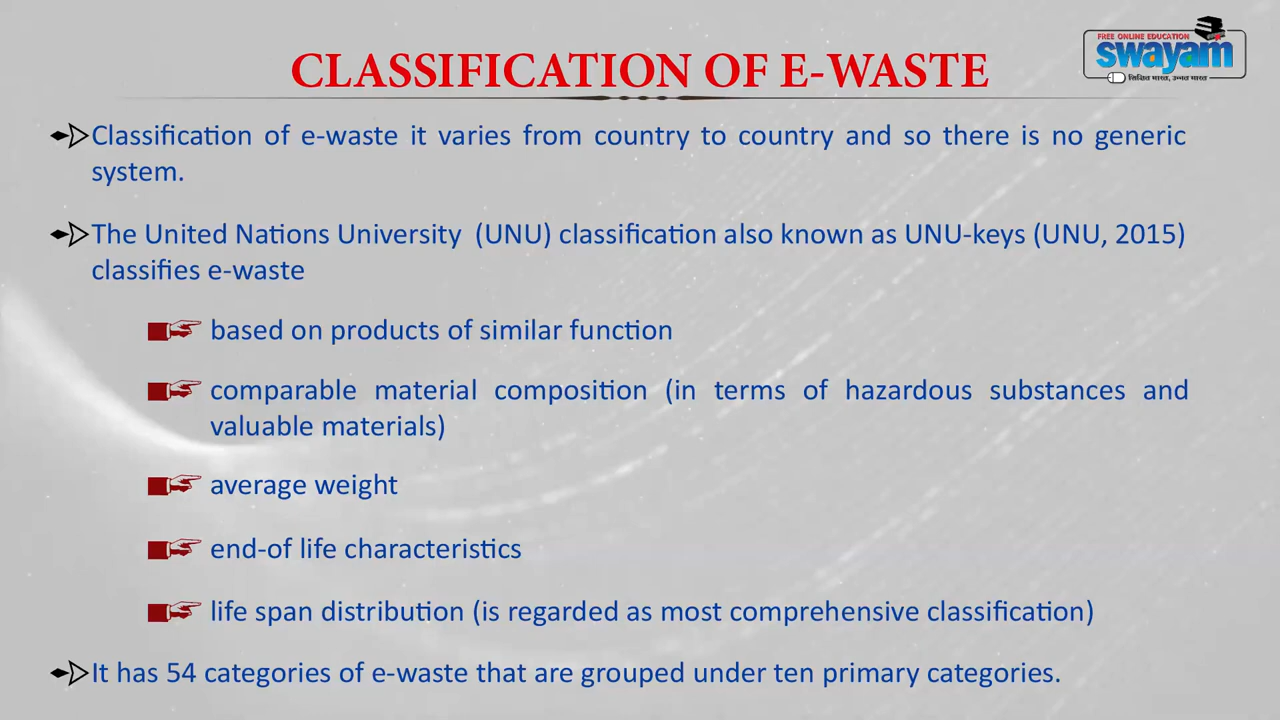 CLASSIFICATION OF E-WASTE
FREE ONLINE EDUCATION
swayam
शिक्षित भारत, उन्नत भारत
Classification of e-waste it varies from country to country and so there is no generic
system.
The United Nations University (UNU) classification also known as UNU-keys (UNU, 2015)
classifies e-waste
based on products of similar function
comparable material composition (in terms of hazardous substances and
valuable materials)
average weight
end-of life characteristics
life span distribution (is regarded as most comprehensive classification)
It has 54 categories of e-waste that are grouped under ten primary categories.